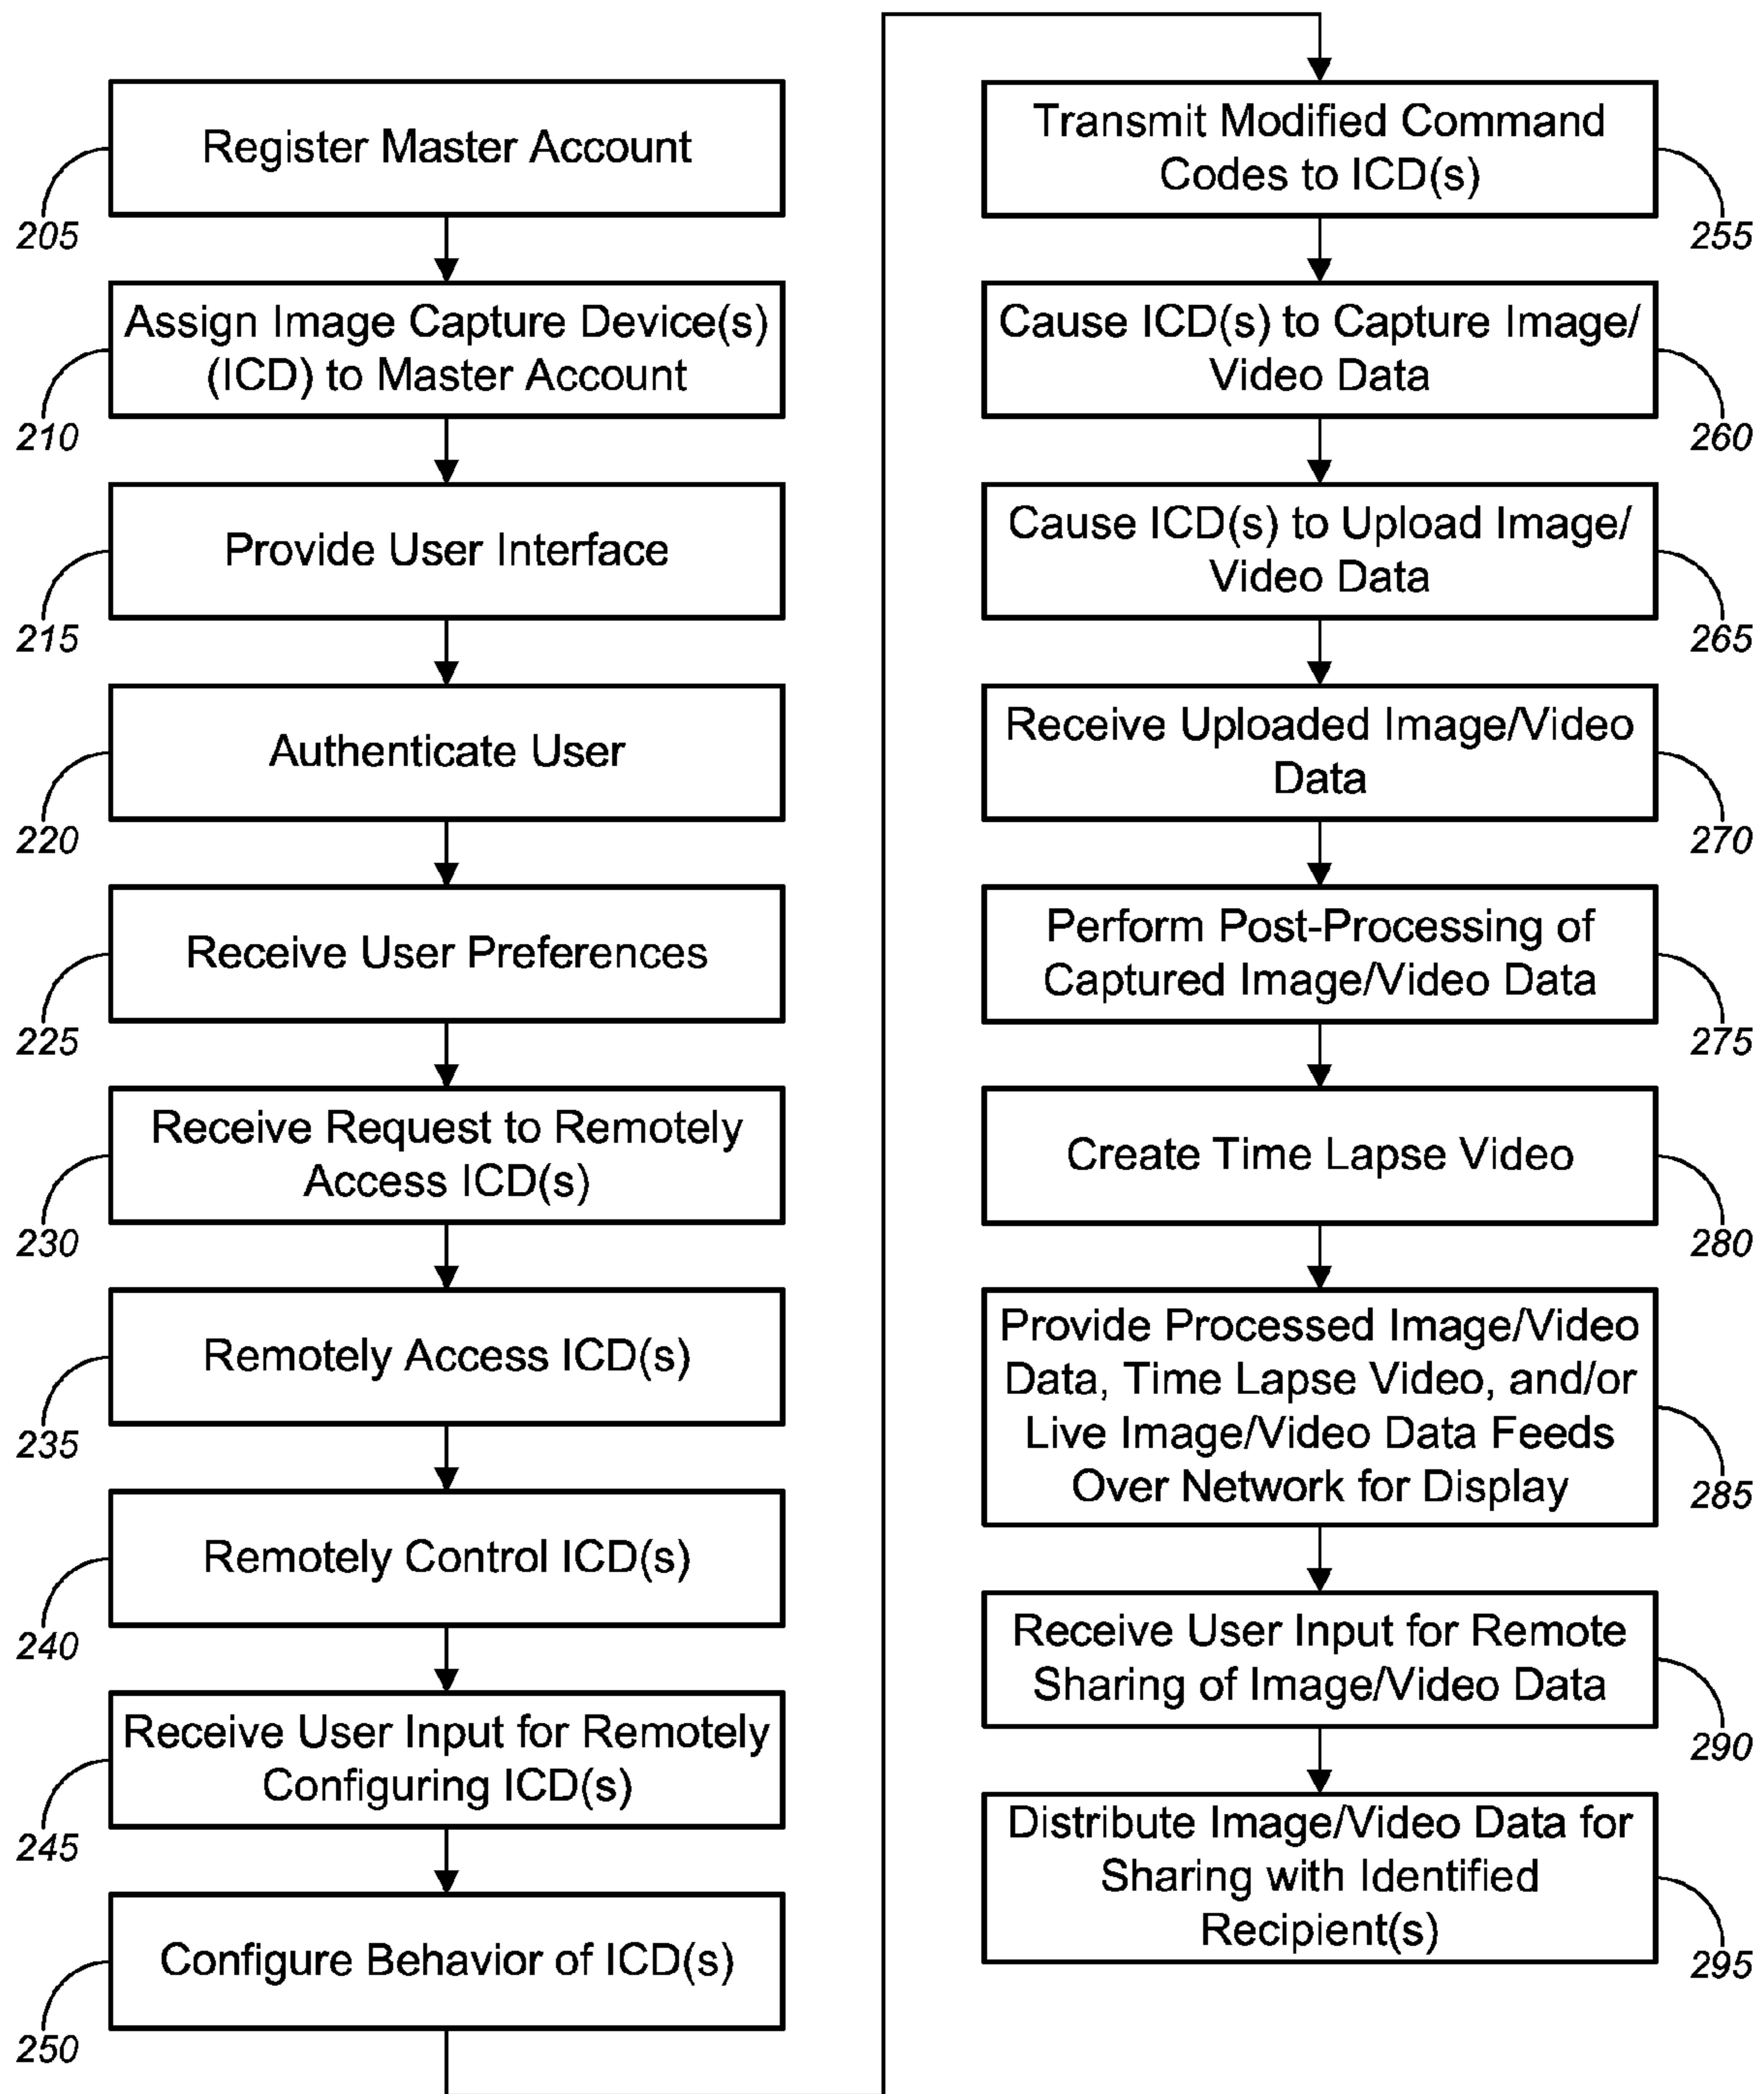 Register Master Account
205
Assign Image Capture Device(s)
(ICD) to Master Account
210
Provide User Interface
215
Authenticate User
220
Receive User Preferences
225
Receive Request to Remotely
Access ICD(s)
230
Remotely Access ICD(s)
235
Remotely Control ICD(s)
240
Receive User Input for Remotely
Configuring ICD(s)
245
Configure Behavior of ICD(s)
250
Transmit Modified Command
Codes to ICD(s)
255
Cause ICD(s) to Capture Image/
Video Data
260
Cause ICD(s) to Upload Image/
Video Data
265
Receive Uploaded Image/Video
Data
270
Perform Post-Processing of
Captured Image/Video Data
275
Create Time Lapse Video
280
Provide Processed Image/Video
Data, Time Lapse Video, and/or
Live Image/Video Data Feeds
Over Network for Display
285
Receive User Input for Remote
Sharing of Image/Video Data
290
Distribute Image/Video Data for
Sharing with Identified
Recipient(s)
295